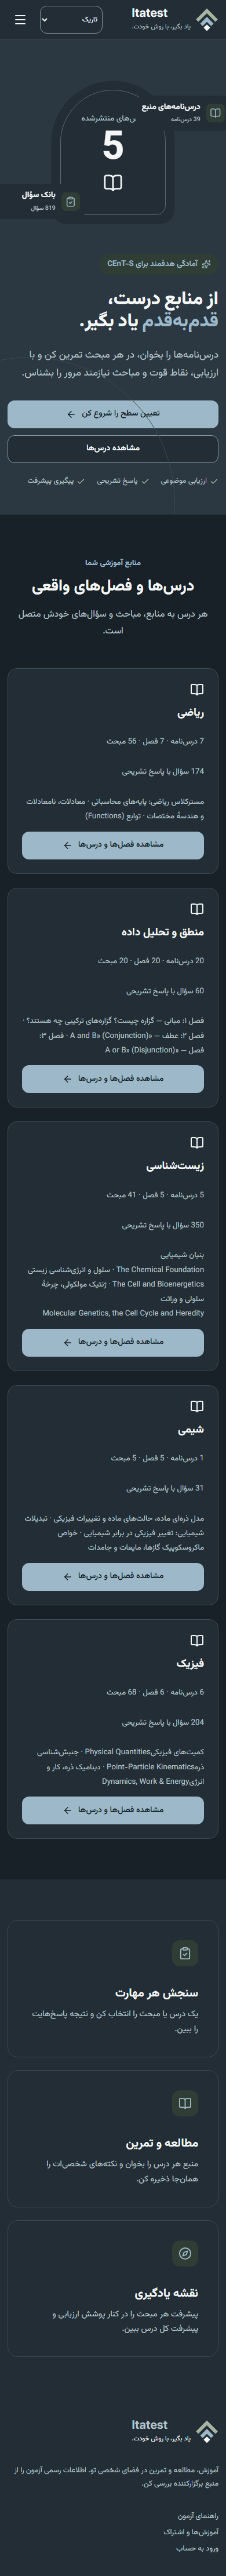 Itatest
یاد بگیر، با روش خودت.
تاریک
درس‌نامه‌های منبع
39 درس‌نامه
س‌های منتشرشده
5
بانک سؤال
819 سؤال
آمادگی هدفمند برای CEnT-S
از منابع درست،
قدم‌به‌قدم یاد بگیر.
درس‌نامه‌ها را بخوان، در هر مبحث تمرین کن و با
ارزیابی، نقاط قوت و مباحث نیازمند مرور را بشناس.
تعیین سطح را شروع کن
مشاهده درس‌ها
ارزیابی موضوعی
پاسخ تشریحی
پیگیری پیشرفت
منابع آموزشی شما
درس‌ها و فصل‌های واقعی
هر درس به منابع، مباحث و سؤال‌های خودش متصل
است.
ریاضی
7 درس‌نامه · 7 فصل · 56 مبحث
174 سؤال با پاسخ تشریحی
مسترکلاس ریاضی: پایه‌های محاسباتی · معادلات، نامعادلات
و هندسهٔ مختصات · توابع (Functions)
مشاهده فصل‌ها و درس‌ها
منطق و تحلیل داده
20 درس‌نامه · 20 فصل · 20 مبحث
60 سؤال با پاسخ تشریحی
فصل ۱: مبانی — گزاره چیست؟ گزاره‌های ترکیبی چه هستند؟ ·
فصل ۲: عطف — «A and B» (Conjunction) · فصل ۳:
فصل — «A or B» (Disjunction)
مشاهده فصل‌ها و درس‌ها
زیست‌شناسی
5 درس‌نامه · 5 فصل · 41 مبحث
350 سؤال با پاسخ تشریحی
بنیان شیمیایی
The Chemical Foundation · سلول و انرژی‌شناسی زیستی
The Cell and Bioenergetics · ژنتیک مولکولی، چرخهٔ
سلولی و وراثت
Molecular Genetics, the Cell Cycle and Heredity
مشاهده فصل‌ها و درس‌ها
شیمی
1 درس‌نامه · 5 فصل · 5 مبحث
31 سؤال با پاسخ تشریحی
مدل ذره‌ای ماده، حالت‌های ماده و تغییرات فیزیکی · تبدیلات
شیمیایی: تغییر فیزیکی در برابر شیمیایی · خواص
ماکروسکوپیک گازها، مایعات و جامدات
مشاهده فصل‌ها و درس‌ها
فیزیک
6 درس‌نامه · 6 فصل · 68 مبحث
204 سؤال با پاسخ تشریحی
کمیت‌های فیزیکیPhysical Quantities · جنبش‌شناسی
ذرهPoint-Particle Kinematics · دینامیک ذره، کار و
انرژیDynamics, Work & Energy
مشاهده فصل‌ها و درس‌ها
سنجش هر مهارت
یک درس یا مبحث را انتخاب کن و نتیجه پاسخ‌هایت
را ببین.
مطالعه و تمرین
منبع هر درس را بخوان و نکته‌های شخصی‌ات را
همان‌جا ذخیره کن.
نقشه یادگیری
پیشرفت هر مبحث را در کنار پوشش ارزیابی و
پیشرفت کل درس ببین.
Itatest
یاد بگیر، با روش خودت.
آموزش، مطالعه و تمرین در فضای شخصی تو. اطلاعات رسمی آزمون را از
منبع برگزارکننده بررسی کن.
راهنمای آزمون
آموزش‌ها و اشتراک
ورود به حساب